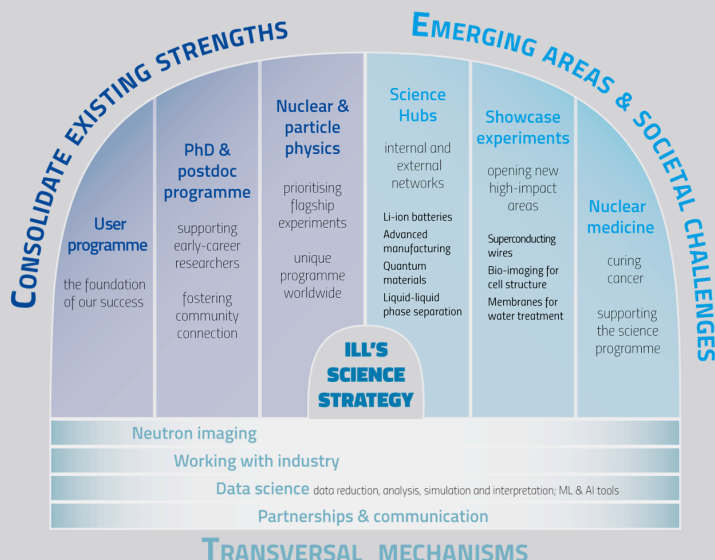 CONSOLIDATE EXISTING STRENGTHS
EMERGING AREAS & SOCIETAL CHALLENGES
User
programme
the foundation
of our success
PhD &
postdoc
programme
supporting
early-career
researchers
fostering
community
connection
Nuclear &
particle
physics
prioritising
flagship
experiments
unique
programme
worldwide
Science
Hubs
internal and
external
networks
Li-ion batteries
Advanced
manufacturing
Quantum
materials
Liquid-liquid
phase separation
Showcase
experiments
opening new
high-impact
areas
Superconducting
wires
Bio-imaging for
cell structure
Membranes for
water treatment
Nuclear
medicine
curing
cancer
supporting
the science
programme
ILL'S
SCIENCE
STRATEGY
Neutron imaging
Working with industry
Data science data reduction, analysis, simulation and interpretation; ML & AI tools
Partnerships & communication
TRANSVERSAL MECHANISMS